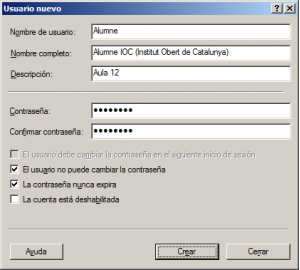 Usuario nuevo
Nombre de usuario: Alumne
Nombre completo: Alumne IOC (Institut Obert de Catalunya)
Descripción: Aula 12
Contraseña: ●●●●●●●●
Confirmar contraseña: ●●●●●●●●
El usuario debe cambiar la contraseña en el siguiente inicio de sesión
El usuario no puede cambiar la contraseña
La contraseña nunca expira
La cuenta está deshabilitada
Ayuda Crear Cerrar